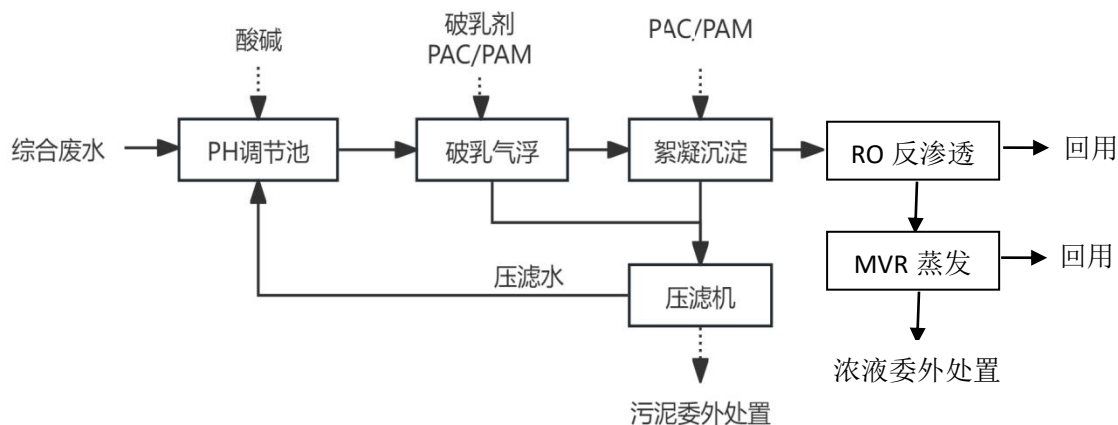 酸碱
破乳剂
PAC/PAM
PAC/PAM
综合废水
PH调节池
破乳气浮
絮凝沉淀
RO 反渗透
回用
MVR 蒸发
回用
压滤水
压滤机
浓液委外处置
污泥委外处置